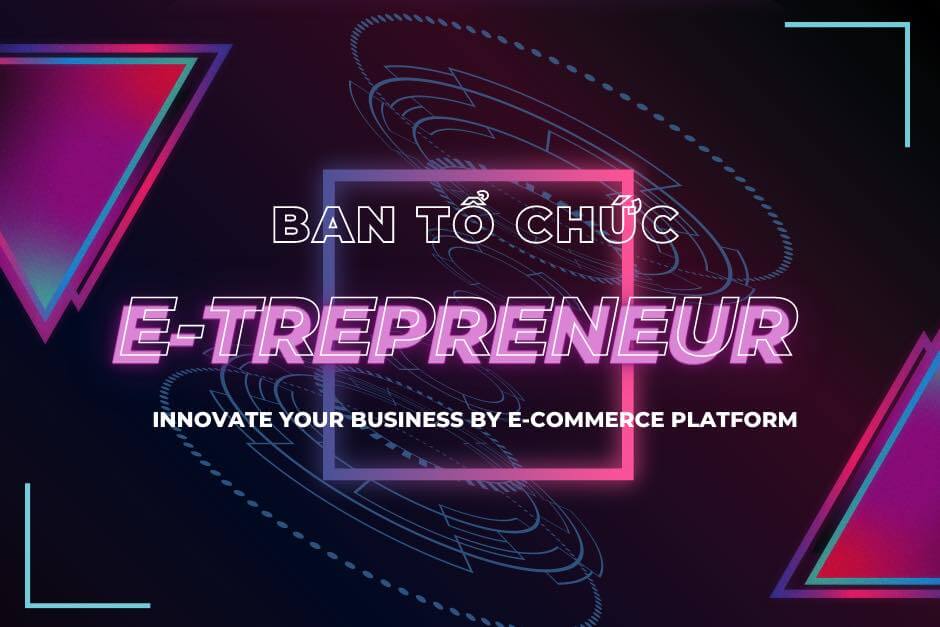 BAN TỔ CHỨC
E-TREPRENEUR
INNOVATE YOUR BUSINESS BY E-COMMERCE PLATFORM